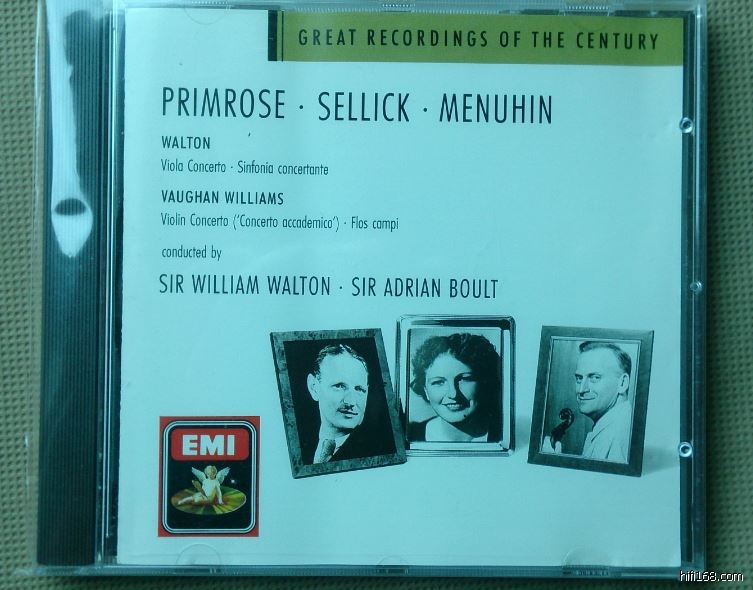 GREAT RECORDINGS OF THE CENTURY
PRIMROSE · SELLICK · MENUHIN
WALTON
Viola Concerto · Sinfonia concertante
VAUGHAN WILLIAMS
Violin Concerto ('Concerto accademico') · Flos campi
conducted by
SIR WILLIAM WALTON · SIR ADRIAN BOULT
EMI
hifi168.com